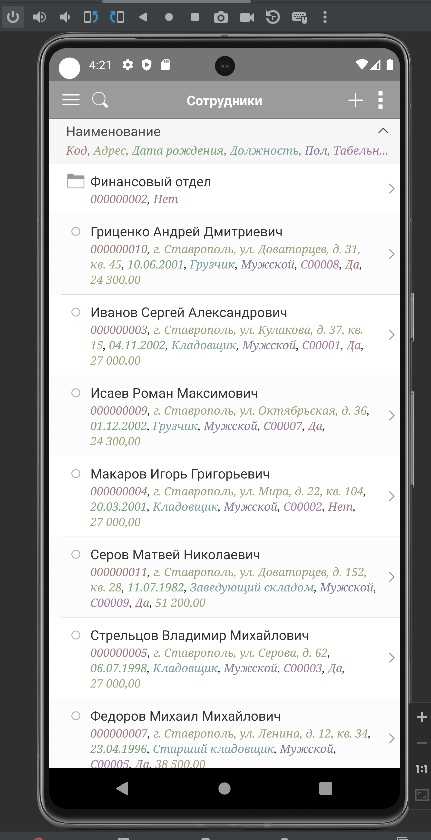 4:21
Сотрудники
Наименование
Код, Адрес, Дата рождения, Должность, Пол, Табельн...
Финансовый отдел
000000002, Нет
Гриценко Андрей Дмитриевич
000000010, г. Ставрополь, ул. Доваторцев, д. 31,
кв. 45, 10.06.2001, Грузчик, Мужской, С00008, Да,
24 300,00
Иванов Сергей Александрович
000000003, г. Ставрополь, ул. Кулакова, д. 37, кв.
15, 04.11.2002, Кладовщик, Мужской, С00001, Да,
27 000,00
Исаев Роман Максимович
000000009, г. Ставрополь, ул. Октябрьская, д. 36,
01.12.2002, Грузчик, Мужской, С00007, Да,
24 300,00
Макаров Игорь Григорьевич
000000004, г. Ставрополь, ул. Мира, д. 22, кв. 104,
20.03.2001, Кладовщик, Мужской, С00002, Нет,
27 000,00
Серов Матвей Николаевич
000000011, г. Ставрополь, ул. Доваторцев, д. 152,
кв. 28, 11.07.1982, Заведующий складом, Мужской,
С00009, Да, 51 200,00
Стрельцов Владимир Михайлович
000000005, г. Ставрополь, ул. Серова, д. 62,
06.07.1998, Кладовщик, Мужской, С00003, Да,
27 000,00
Федоров Михаил Михайлович
000000007, г. Ставрополь, ул. Ленина, д. 12, кв. 34,
23.04.1996, Старший кладовщик, Мужской,
С00005, Да, 38 500,00
1:1